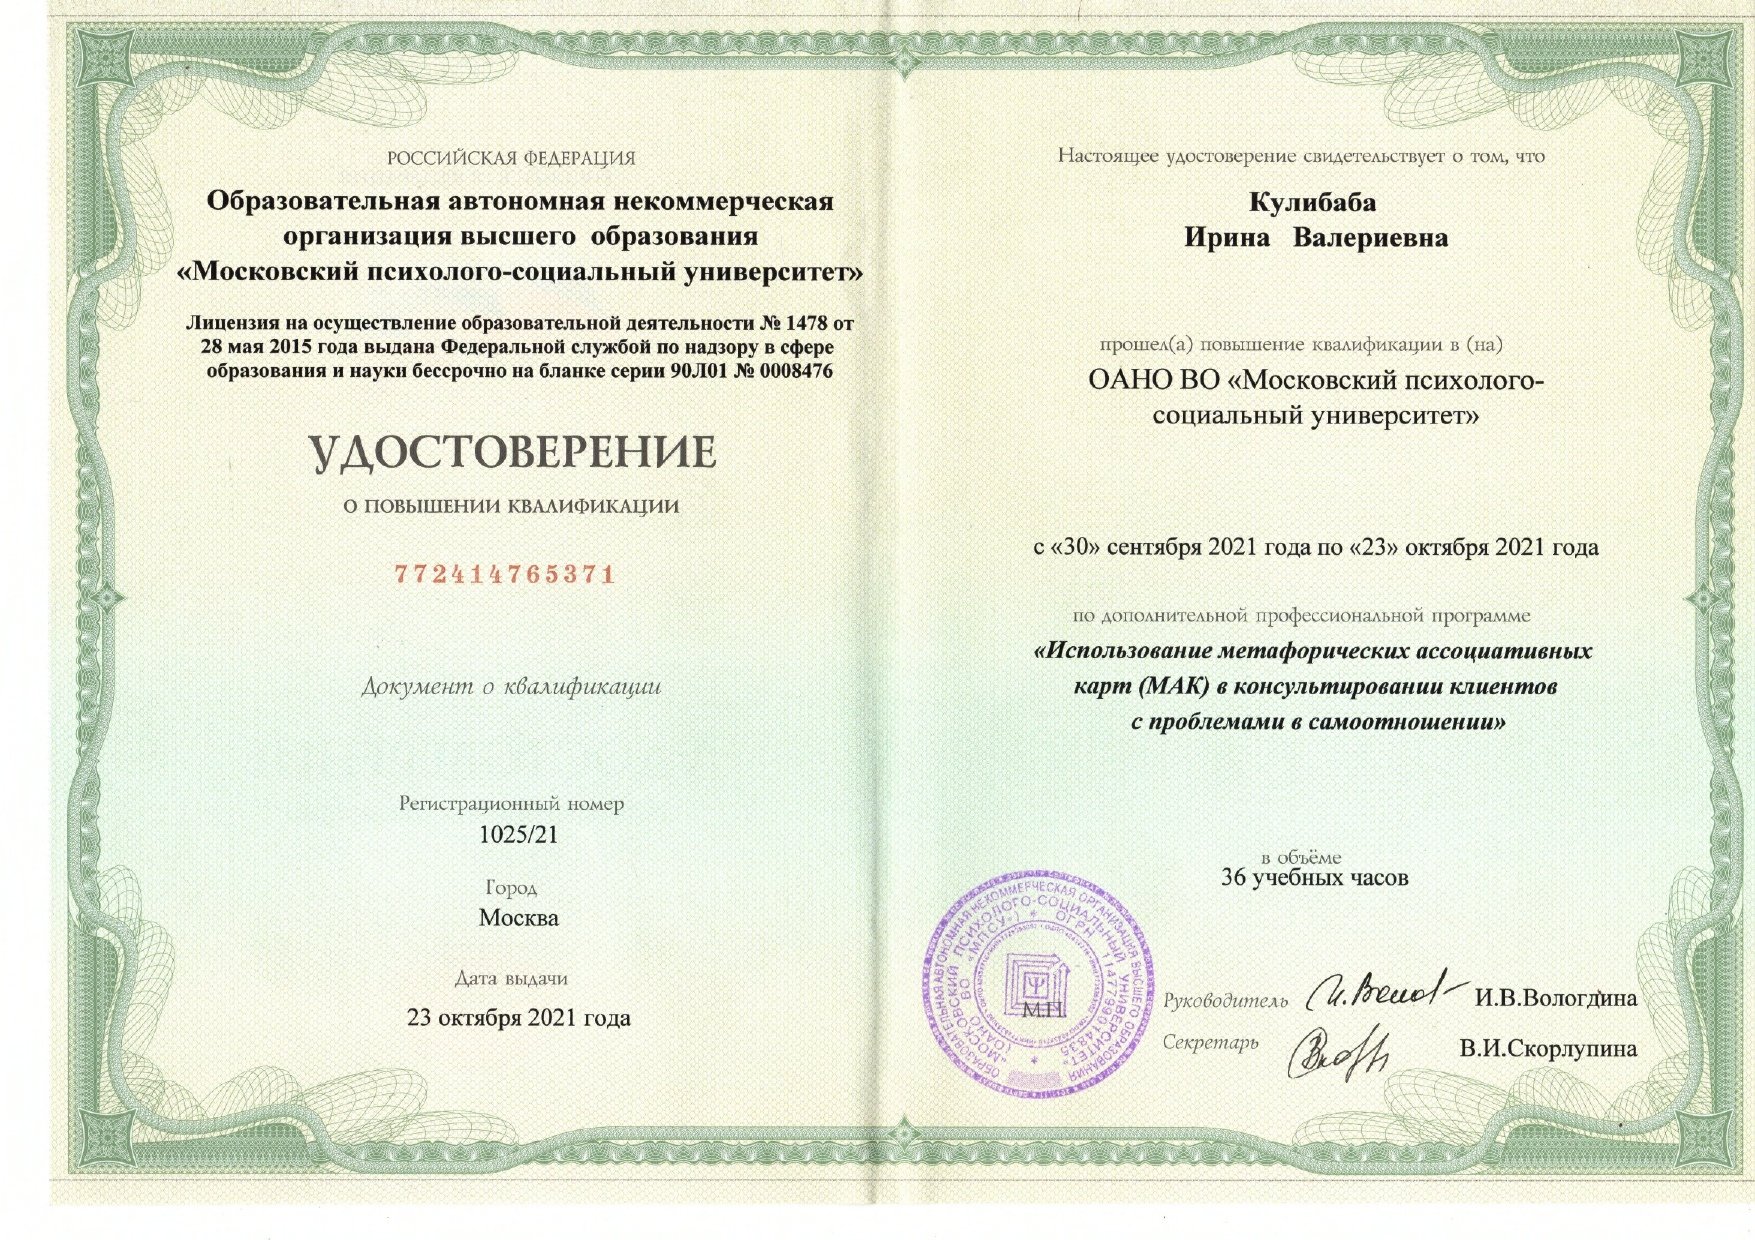 РОССИЙСКАЯ ФЕДЕРАЦИЯ
Образовательная автономная некоммерческая
организация высшего образования
«Московский психолого-социальный университет»
Лицензия на осуществление образовательной деятельности № 1478 от
28 мая 2015 года выдана Федеральной службой по надзору в сфере
образования и науки бессрочно на бланке серии 90Л01 № 0008476
УДОСТОВЕРЕНИЕ
О ПОВЫШЕНИИ КВАЛИФИКАЦИИ
772414765371
Документ о квалификации
Регистрационный номер
1025/21
Город
Москва
Дата выдачи
23 октября 2021 года
Настоящее удостоверение свидетельствует о том, что
Кулибаба
Ирина Валериевна
прошел(а) повышение квалификации в (на)
ОАНО ВО «Московский психолого-
социальный университет»
с «30» сентября 2021 года по «23» октября 2021 года
по дополнительной профессиональной программе
«Использование метафорических ассоциативных
карт (МАК) в консультировании клиентов
с проблемами в самоотношении»
в объёме
36 учебных часов
ОБРАЗОВАТЕЛЬНАЯ АВТОНОМНАЯ НЕКОММЕРЧЕСКАЯ ОРГАНИЗАЦИЯ ВЫСШЕГО ОБРАЗОВАНИЯ
«МОСКОВСКИЙ ПСИХОЛОГО-СОЦИАЛЬНЫЙ УНИВЕРСИТЕТ»
(ОАНО ВО «МПСУ») * ОГРН 1147799014835 *
М.П.
Руководитель И.В.Вологдина
Секретарь В.И.Скорлупина